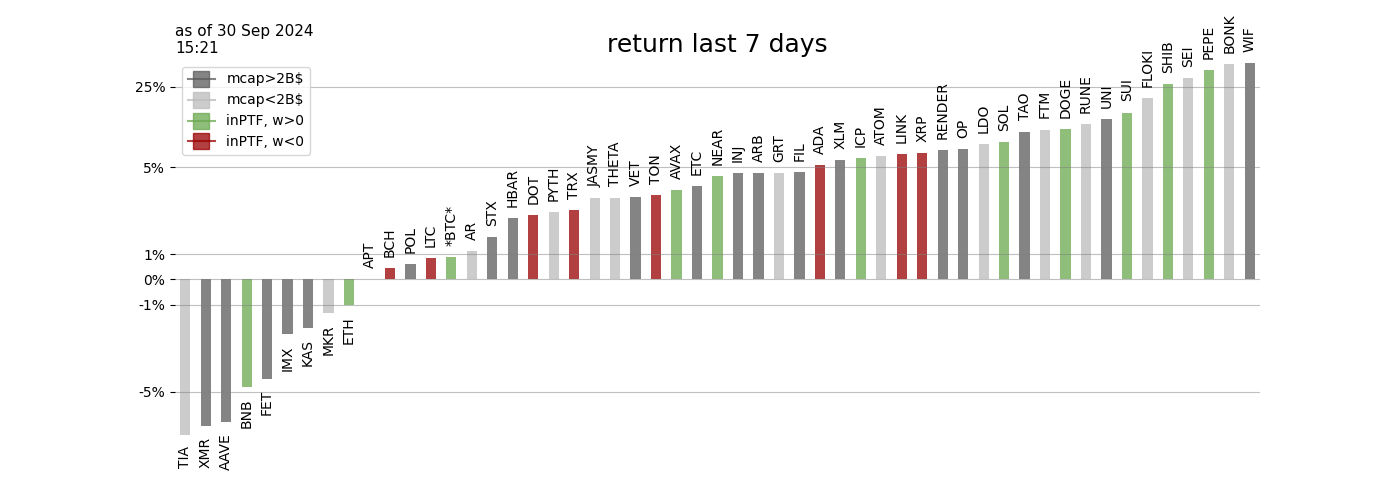 as of 30 Sep 2024
15:21
return last 7 days
mcap>2B$
mcap<2B$
inPTF, w>0
inPTF, w<0
25%
5%
1%
0%
-1%
-5%
TIA
XMR
AAVE
BNB
FET
IMX
KAS
MKR
ETH
APT
BCH
POL
LTC
*BTC*
AR
STX
HBAR
DOT
PYTH
TRX
JASMY
THETA
VET
TON
AVAX
ETC
NEAR
INJ
ARB
GRT
FIL
ADA
XLM
ICP
ATOM
LINK
XRP
RENDER
OP
LDO
SOL
TAO
FTM
DOGE
RUNE
UNI
SUI
FLOKI
SHIB
SEI
PEPE
BONK
WIF